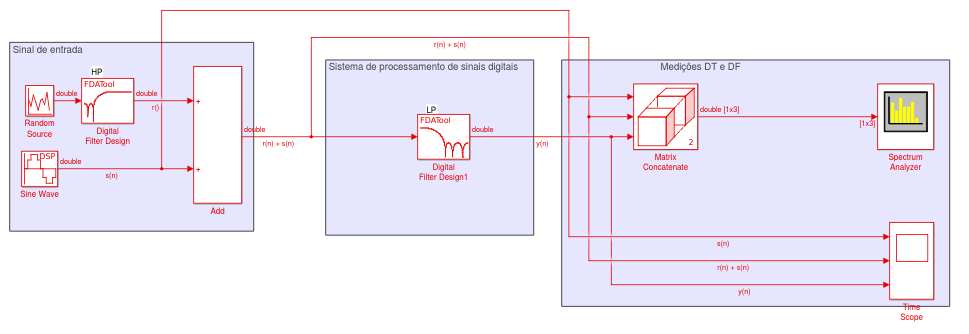 r(n) + s(n)
Sinal de entrada
Sistema de processamento de sinais digitais
Medições DT e DF
HP
FDATool
double
double
r()
Random
Source
Digital
Filter Design
+
DSP
double
s(n)
Sine Wave
+
Add
double
r(n) + s(n)
LP
FDATool
double
Digital
Filter Design1
y(n)
2
Matrix
Concatenate
double [1x3]
[1x3]
Spectrum
Analyzer
s(n)
r(n) + s(n)
y(n)
Time
Scope